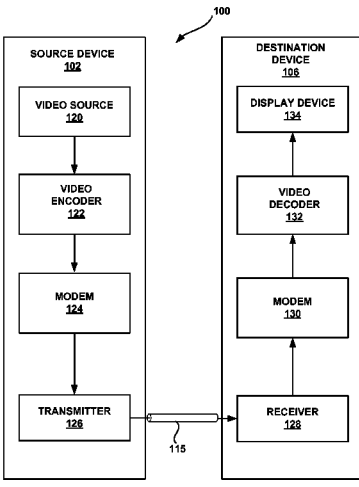 100
SOURCE DEVICE
102
VIDEO SOURCE
120
VIDEO
ENCODER
122
MODEM
124
TRANSMITTER
126
115
DESTINATION
DEVICE
106
DISPLAY DEVICE
134
VIDEO
DECODER
132
MODEM
130
RECEIVER
128